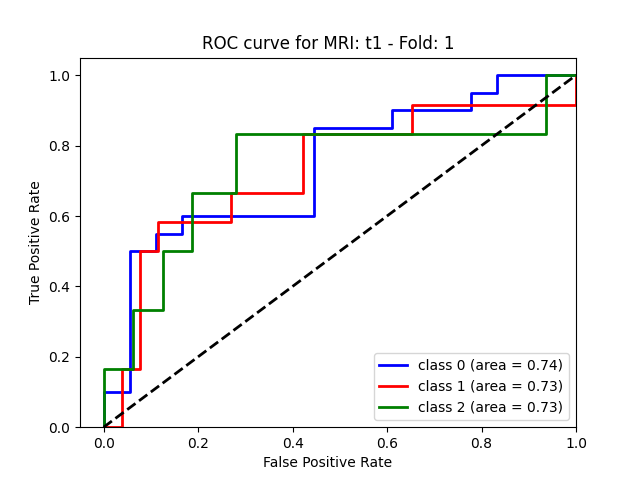 ROC curve for MRI: t1 - Fold: 1
1.0
0.8
0.6
0.4
0.2
0.0
True Positive Rate
class 0 (area = 0.74)
class 1 (area = 0.73)
class 2 (area = 0.73)
0.0 0.2 0.4 0.6 0.8 1.0
False Positive Rate